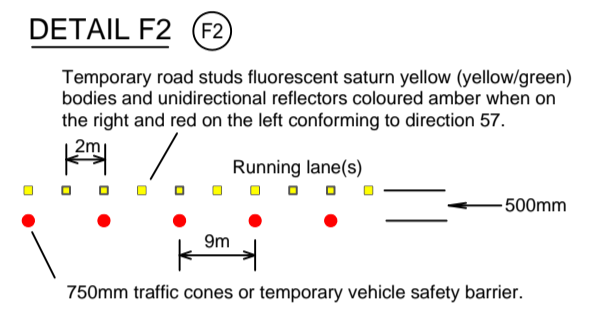 DETAIL F2 F2
Temporary road studs fluorescent saturn yellow (yellow/green)
bodies and unidirectional reflectors coloured amber when on
the right and red on the left conforming to direction 57.
2m
Running lane(s)
500mm
9m
750mm traffic cones or temporary vehicle safety barrier.